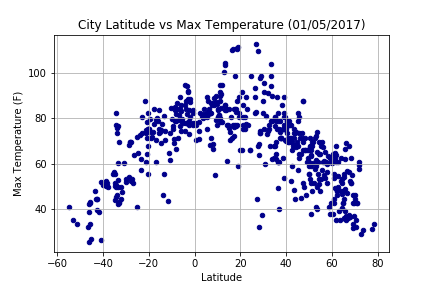 City Latitude vs Max Temperature (01/05/2017)
Max Temperature (F)
100
80
60
40
−60 −40 −20 0 20 40 60 80
Latitude